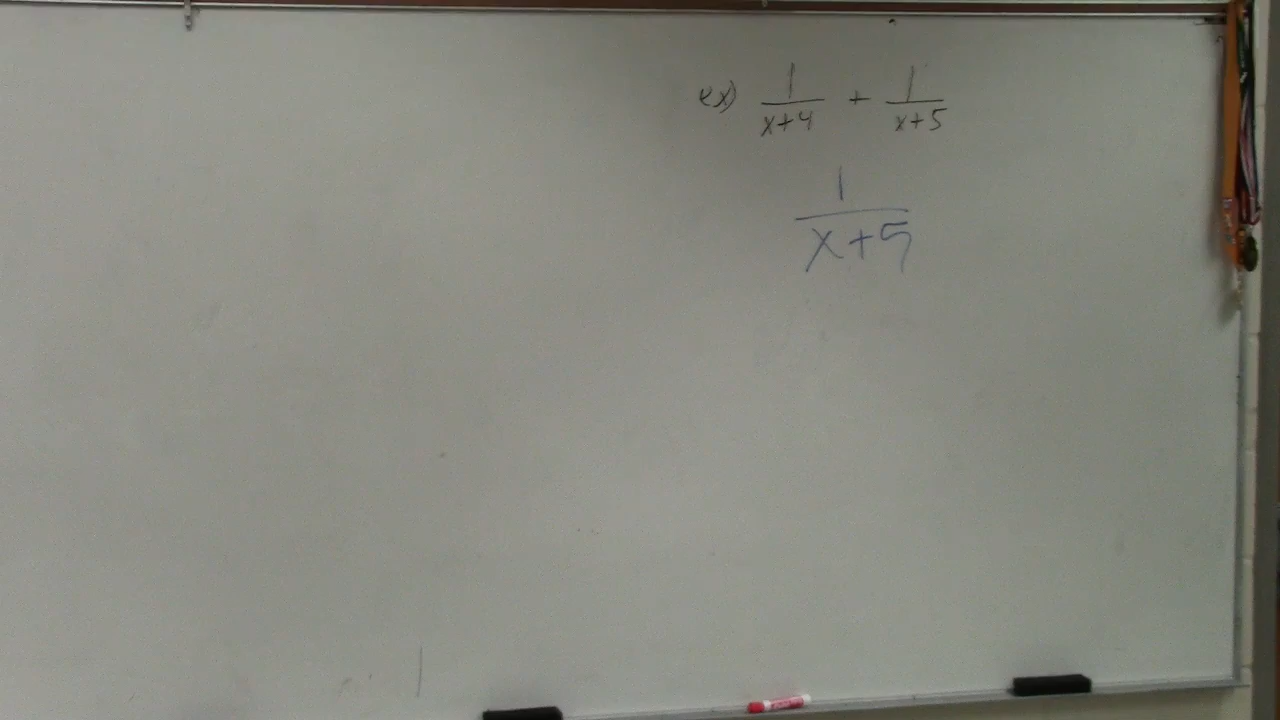 ex) 1/(x+4) + 1/(x+5)
1/(x+5)